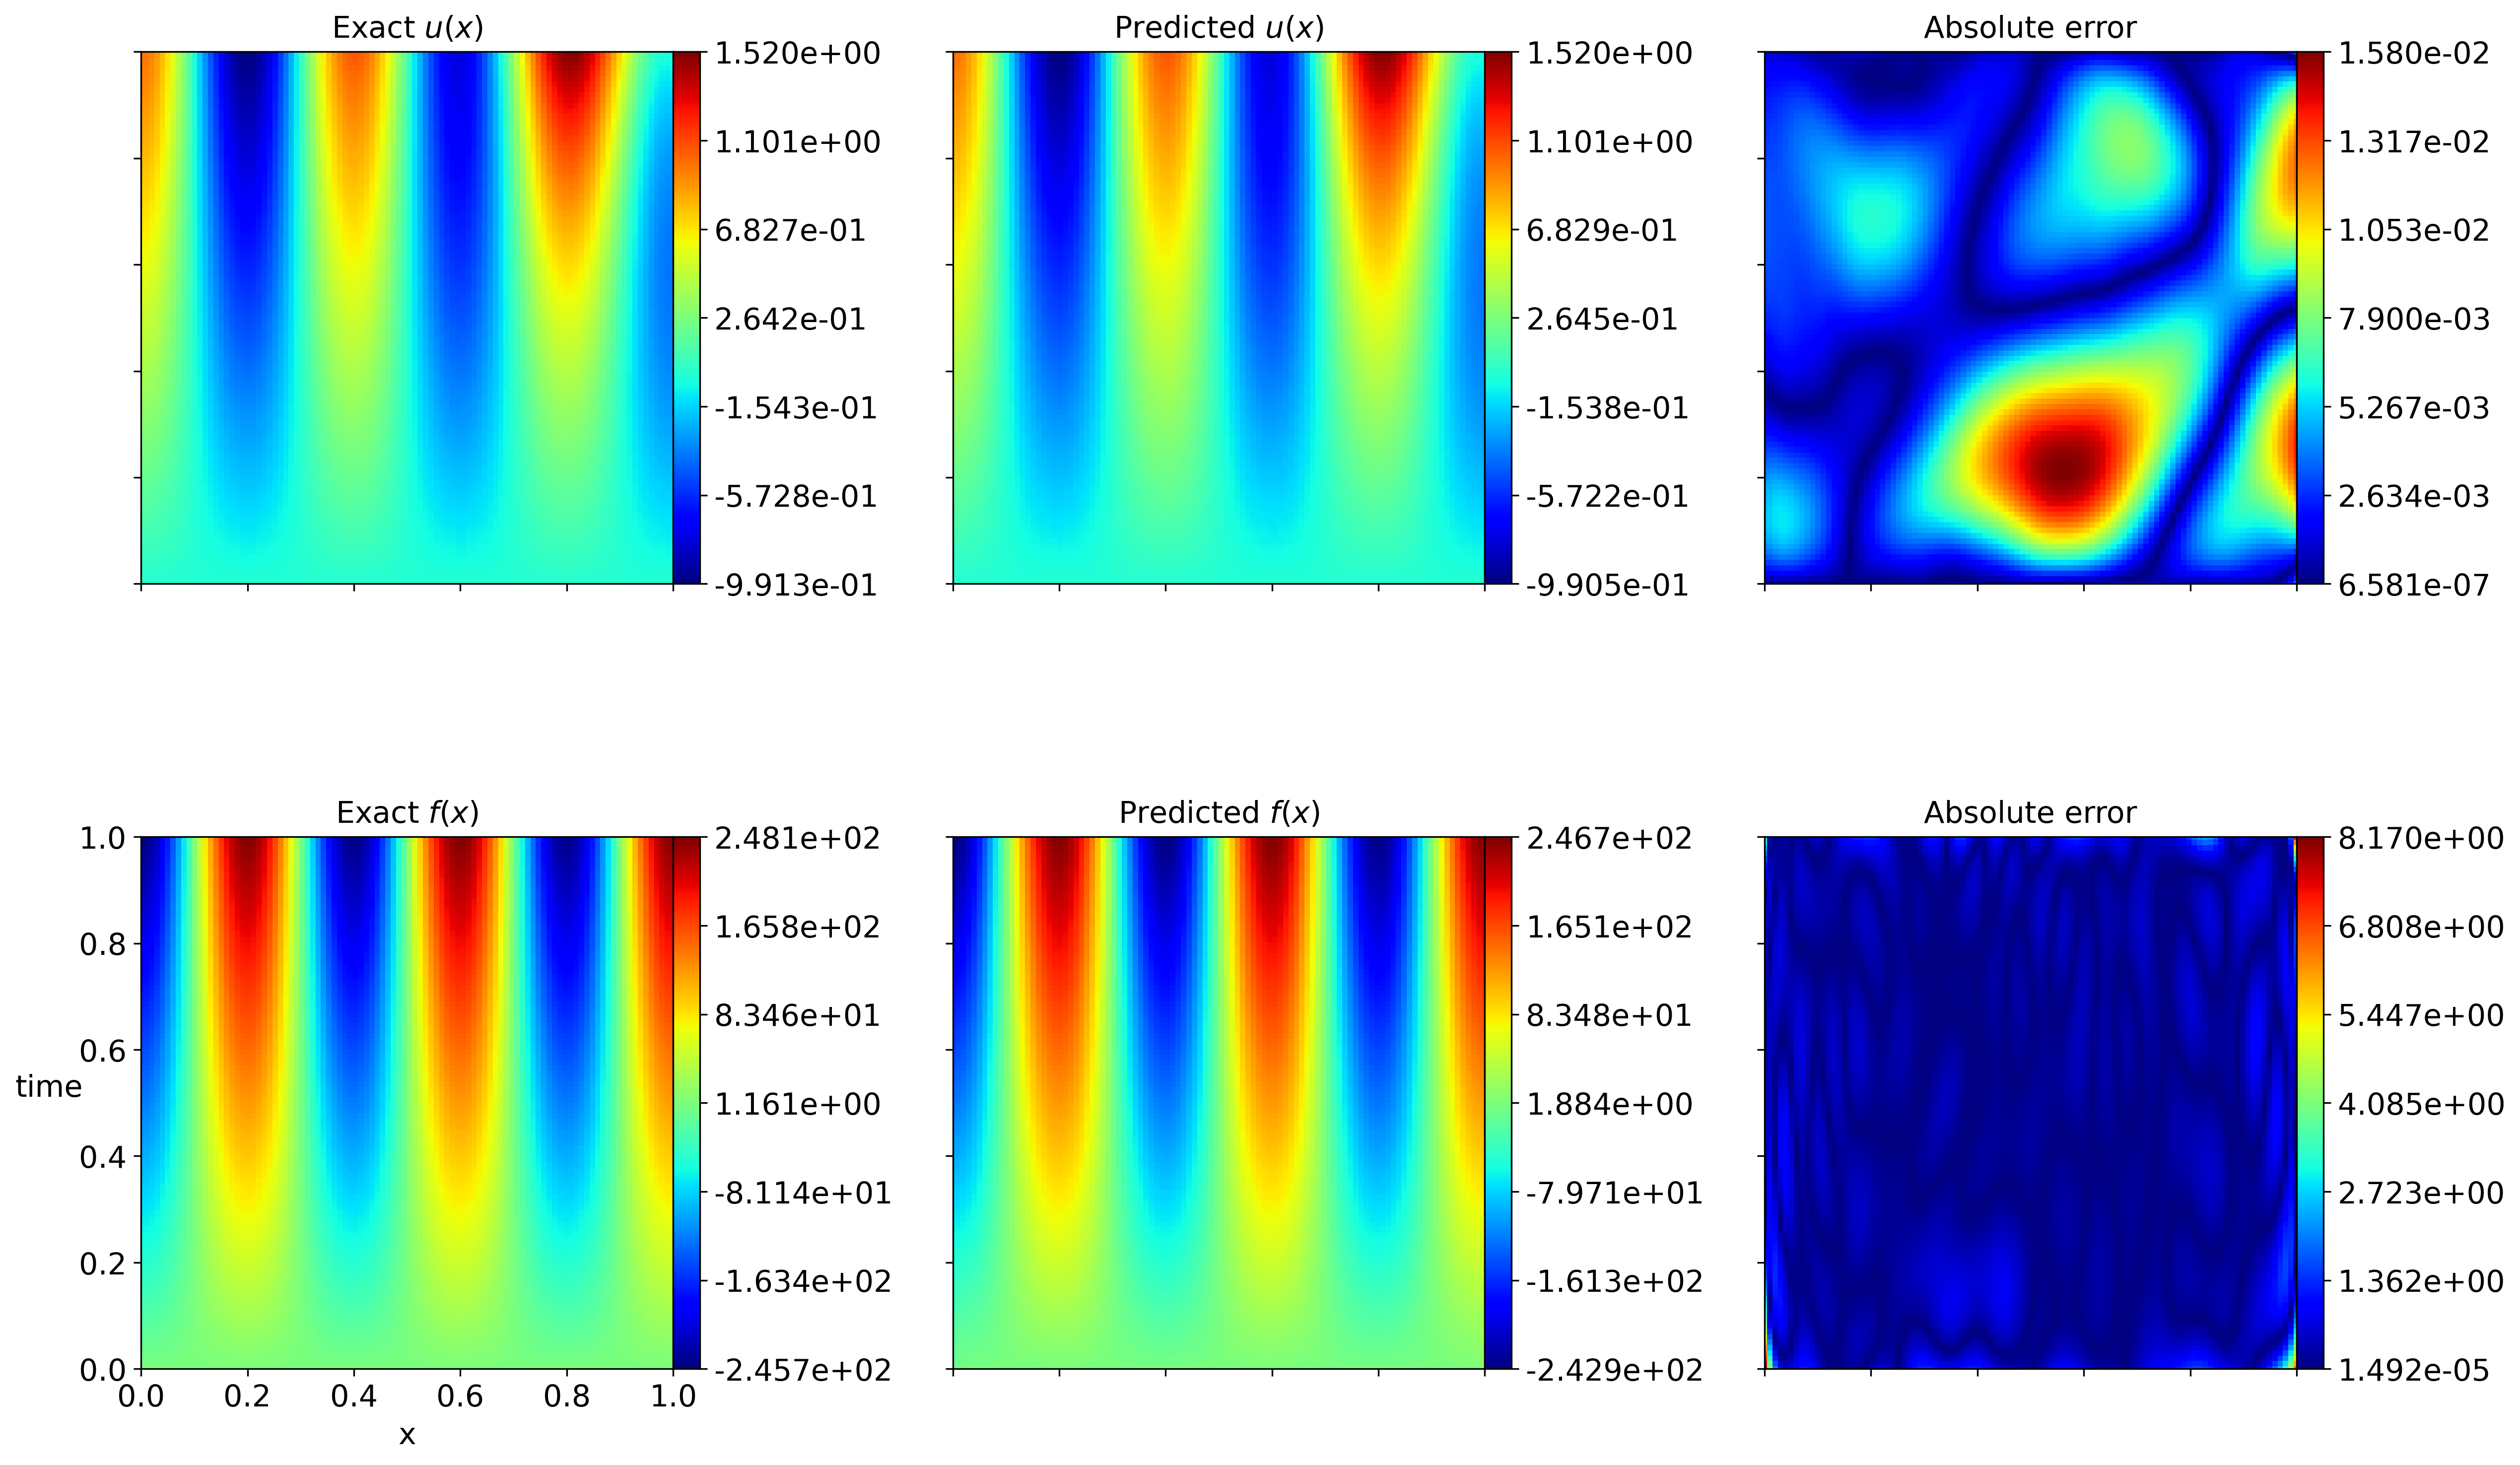 Exact u(x)
1.520e+00
1.101e+00
6.827e-01
2.642e-01
-1.543e-01
-5.728e-01
-9.913e-01
Predicted u(x)
1.520e+00
1.101e+00
6.829e-01
2.645e-01
-1.538e-01
-5.722e-01
-9.905e-01
Absolute error
1.580e-02
1.317e-02
1.053e-02
7.900e-03
5.267e-03
2.634e-03
6.581e-07
Exact f(x)
time
1.0
0.8
0.6
0.4
0.2
0.0
0.0 0.2 0.4 0.6 0.8 1.0
x
2.481e+02
1.658e+02
8.346e+01
1.161e+00
-8.114e+01
-1.634e+02
-2.457e+02
Predicted f(x)
2.467e+02
1.651e+02
8.348e+01
1.884e+00
-7.971e+01
-1.613e+02
-2.429e+02
Absolute error
8.170e+00
6.808e+00
5.447e+00
4.085e+00
2.723e+00
1.362e+00
1.492e-05